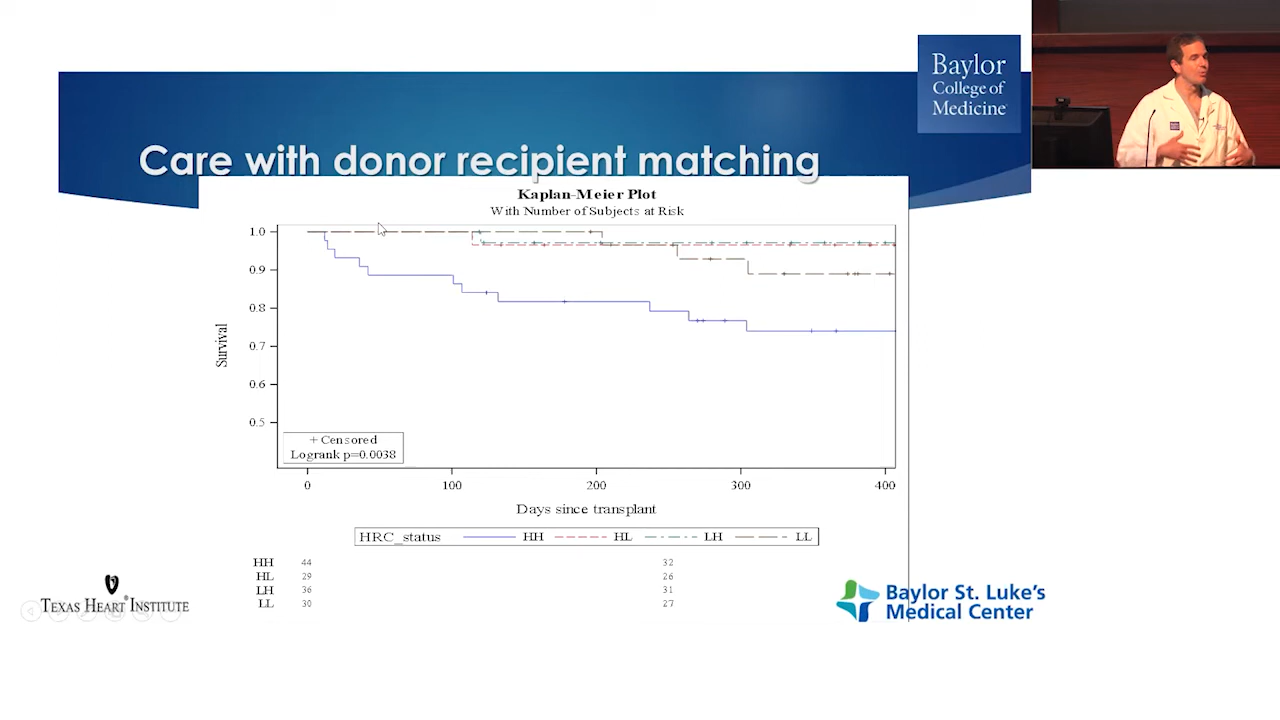 Baylor
College of
Medicine
Care with donor recipient matching
Kaplan-Meier Plot
With Number of Subjects at Risk
1.0
0.9
0.8
0.7
0.6
0.5
Survival
+ Censored
Logrank p=0.0038
0 100 200 300 400
Days since transplant
HRC_status HH HL LH LL
HH 44 32
HL 29 26
LH 36 31
LL 30 27
TEXAS HEART® INSTITUTE
Baylor St. Luke's
Medical Center